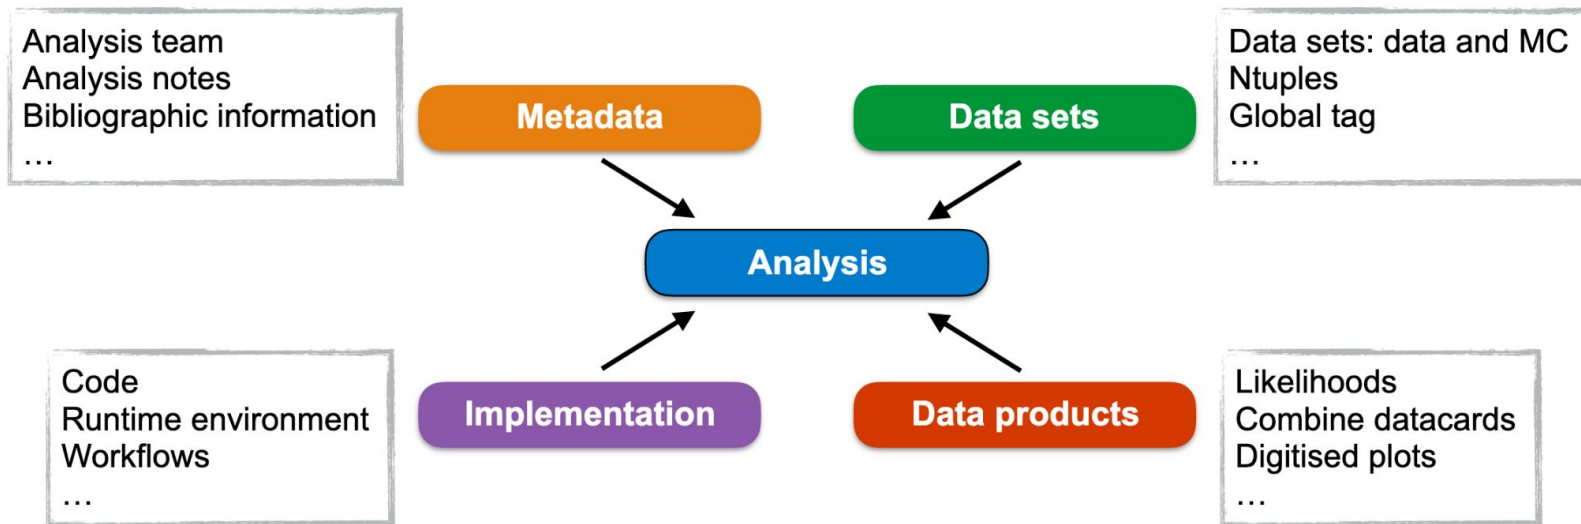 Analysis team
Analysis notes
Bibliographic information
…
Metadata
Data sets
Data sets: data and MC
Ntuples
Global tag
…
Analysis
Code
Runtime environment
Workflows
…
Implementation
Data products
Likelihoods
Combine datacards
Digitised plots
…